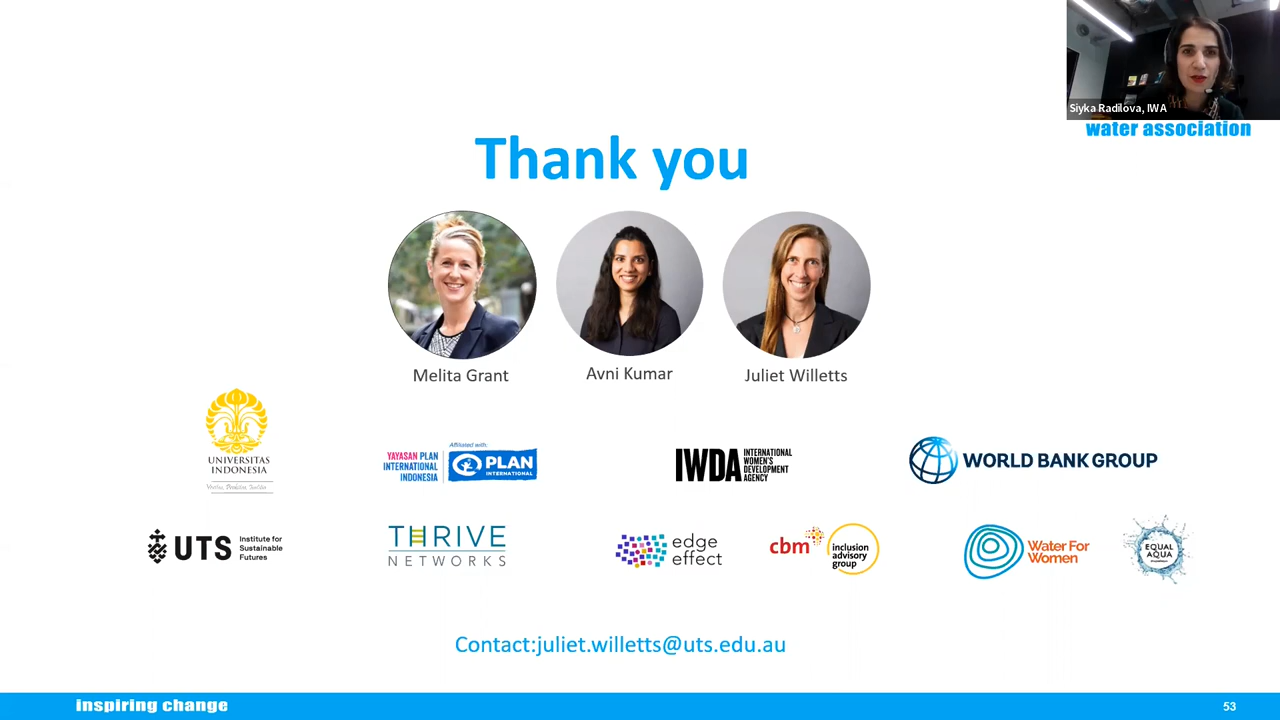 Siyka Radilova, IWA
water association
Thank you
Melita Grant
Avni Kumar
Juliet Willetts
UNIVERSITAS
INDONESIA
YAYASAN PLAN
INTERNATIONAL
INDONESIA
Affiliated with:
PLAN
INTERNATIONAL
IWDA
INTERNATIONAL
WOMEN'S
DEVELOPMENT
AGENCY
WORLD BANK GROUP
UTS
Institute for
Sustainable
Futures
THRIVE
NETWORKS
edge
effect
cbm
inclusion
advisory
group
Water For
Women
EQUAL
AQUA
Contact:juliet.willetts@uts.edu.au
inspiring change
53